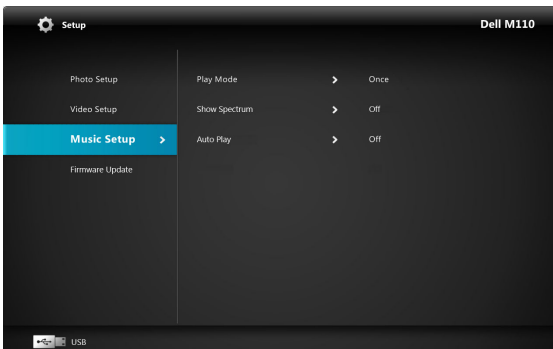 Setup
Dell M110
Photo Setup
Play Mode > Once
Video Setup
Show Spectrum > Off
Music Setup >
Auto Play > Off
Firmware Update
USB